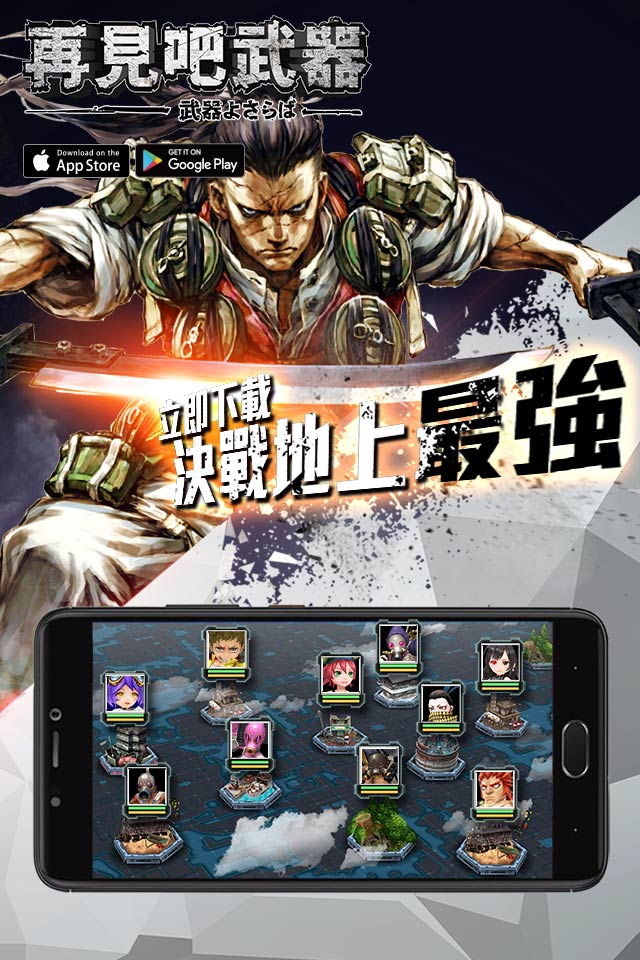 再見吧武器
武器よさらば
Download on the
App Store
GET IT ON
Google Play
立即下載
決戰地上最強